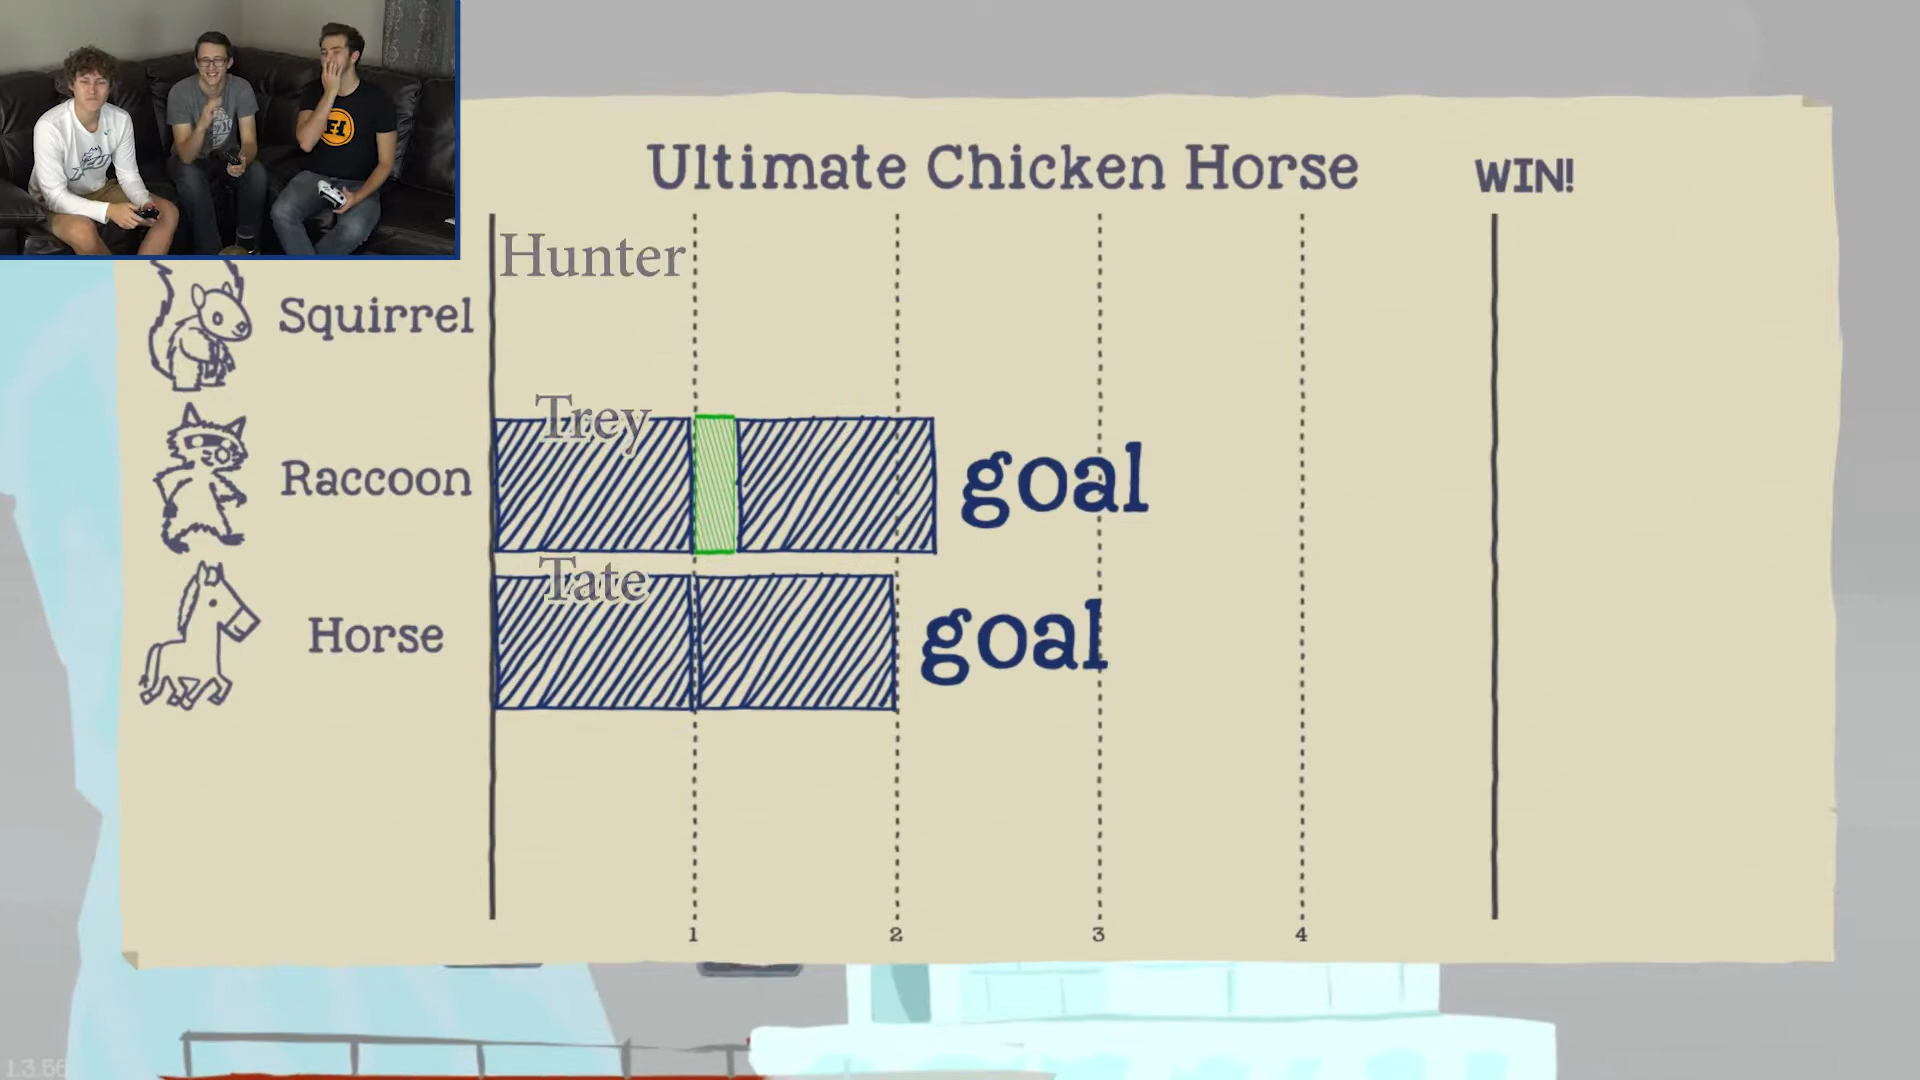 Ultimate Chicken Horse
WIN!
Hunter
Squirrel
Trey
Raccoon
goal
Tate
Horse
goal
1 2 3 4